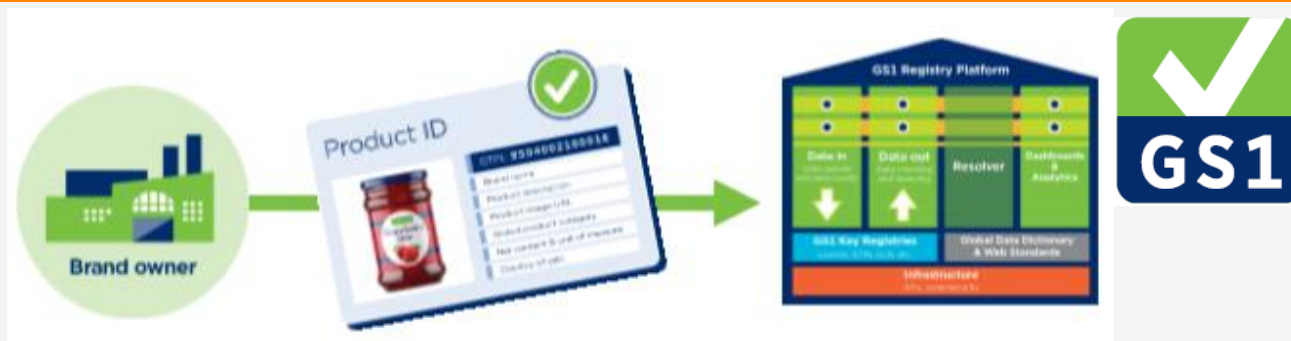 Brand owner
Product ID
GTIN: 9504002100016
Brand name
Product description
Product image URL
Global product category
Net content & unit of measure
Country of sale
GS1 Registry Platform
Data in
Data out
Resolver
Dashboards
&
Analytics
GS1 Key Registries
Global Data Dictionary
& Web Standards
Infrastructure
GS1